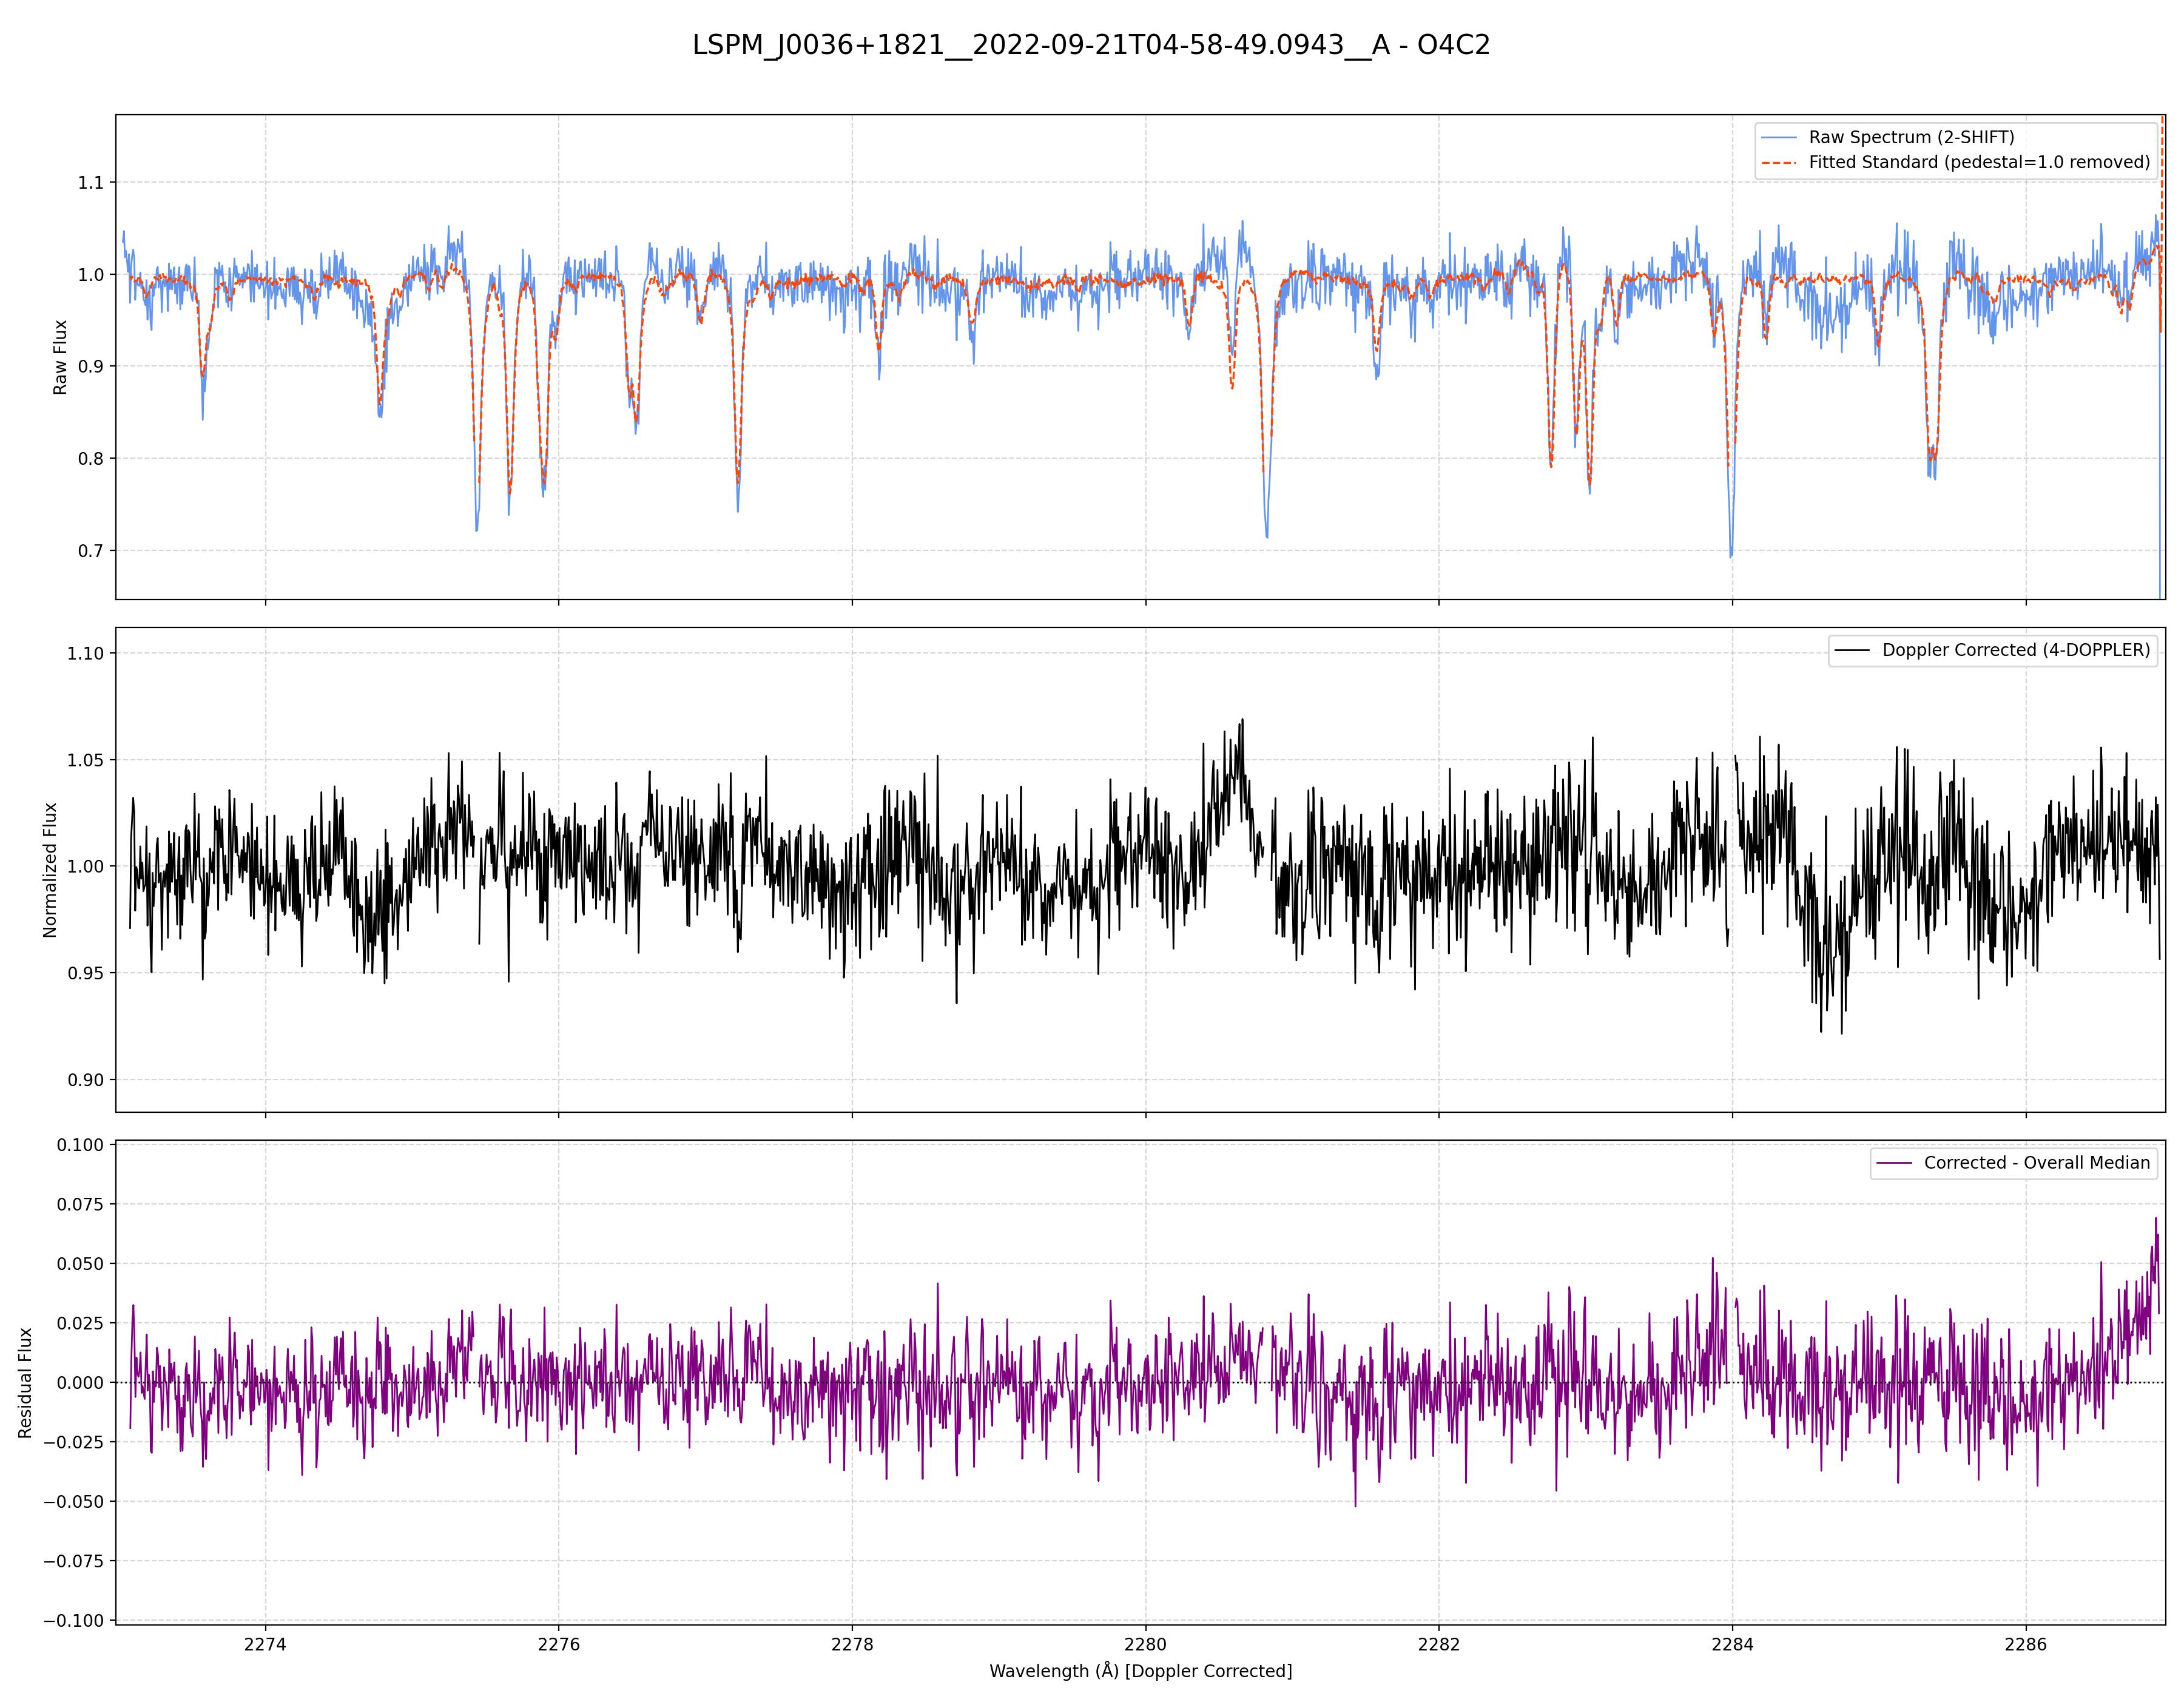 LSPM_J0036+1821__2022-09-21T04-58-49.0943__A - O4C2
Raw Spectrum (2-SHIFT)
Fitted Standard (pedestal=1.0 removed)
1.1
1.0
0.9
0.8
0.7
Raw Flux
Doppler Corrected (4-DOPPLER)
1.10
1.05
1.00
0.95
0.90
Normalized Flux
Corrected - Overall Median
0.100
0.075
0.050
0.025
0.000
−0.025
−0.050
−0.075
−0.100
Residual Flux
2274 2276 2278 2280 2282 2284 2286
Wavelength (Å) [Doppler Corrected]